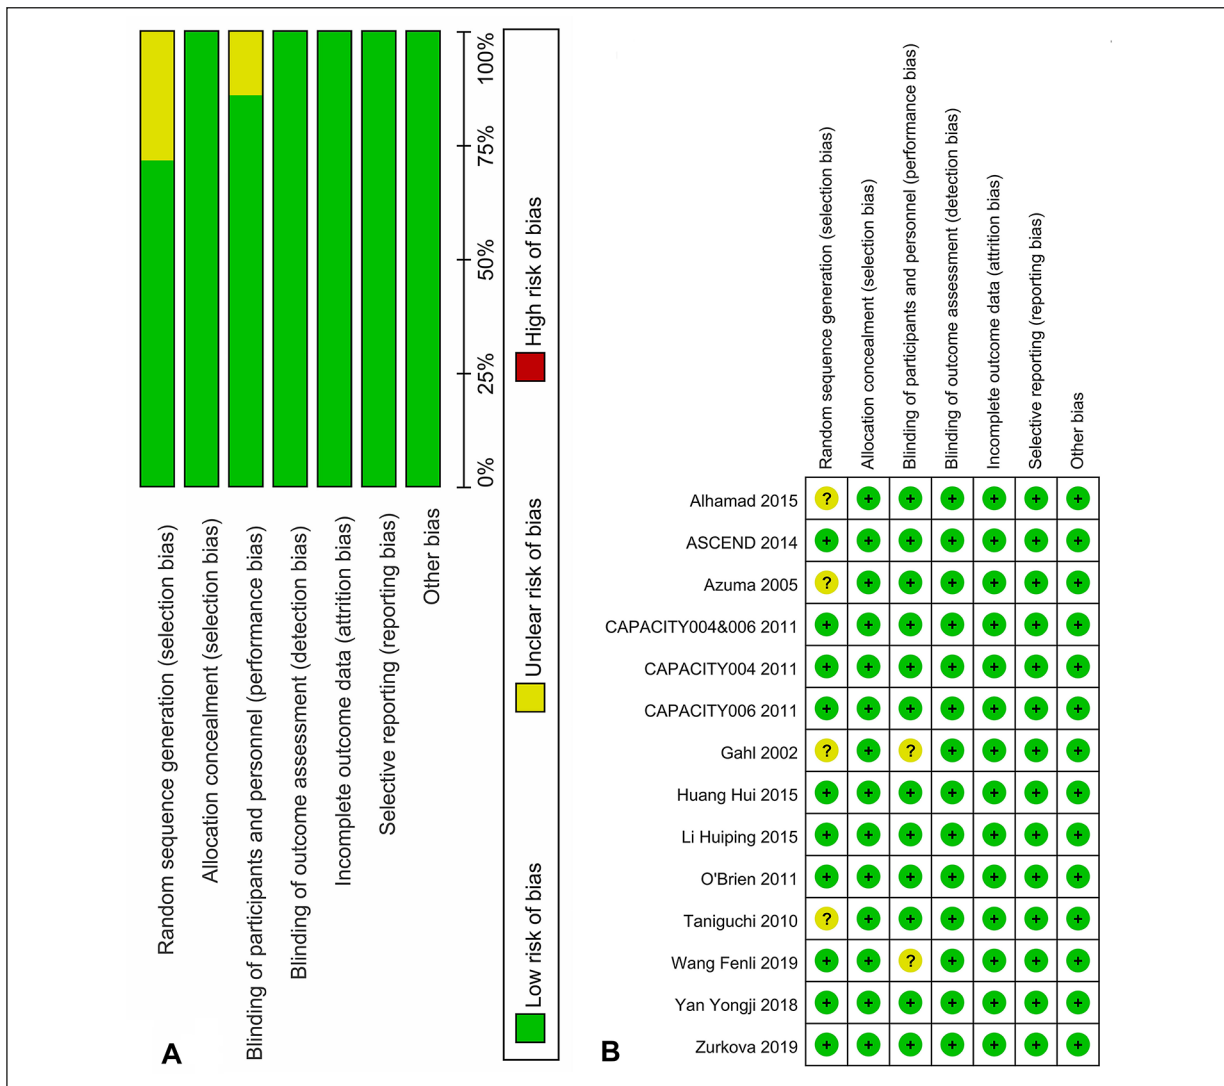 100%
75%
50%
25%
0%
Random sequence generation (selection bias)
Allocation concealment (selection bias)
Blinding of participants and personnel (performance bias)
Blinding of outcome assessment (detection bias)
Incomplete outcome data (attrition bias)
Selective reporting (reporting bias)
Other bias
Low risk of bias
Unclear risk of bias
High risk of bias
A
Random sequence generation (selection bias)
Allocation concealment (selection bias)
Blinding of participants and personnel (performance bias)
Blinding of outcome assessment (detection bias)
Incomplete outcome data (attrition bias)
Selective reporting (reporting bias)
Other bias
Alhamad 2015 ? + + + + + +
ASCEND 2014 + + + + + + +
Azuma 2005 ? + + + + + +
CAPACITY004&006 2011 + + + + + + +
CAPACITY004 2011 + + + + + + +
CAPACITY006 2011 + + + + + + +
Gahl 2002 ? + ? + + + +
Huang Hui 2015 + + + + + + +
Li Huiping 2015 + + + + + + +
O'Brien 2011 + + + + + + +
Taniguchi 2010 ? + + + + + +
Wang Fenli 2019 + + ? + + + +
Yan Yongji 2018 + + + + + + +
Zurkova 2019 + + + + + + +
B